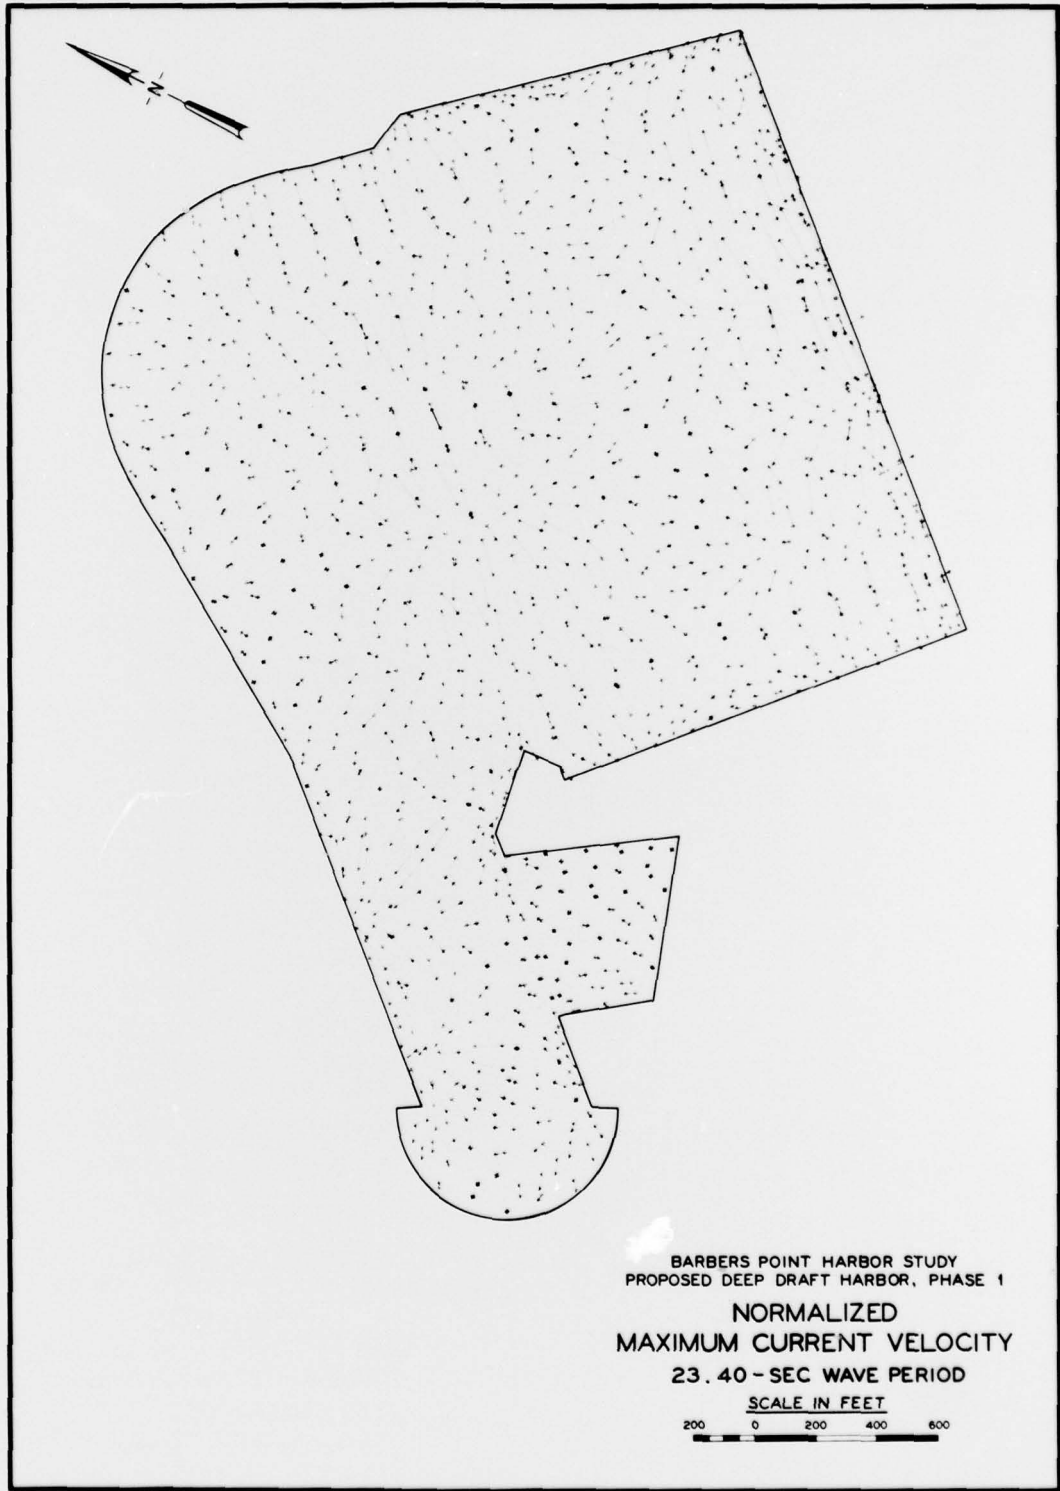 N
BARBERS POINT HARBOR STUDY
PROPOSED DEEP DRAFT HARBOR, PHASE 1
NORMALIZED
MAXIMUM CURRENT VELOCITY
23.40-SEC WAVE PERIOD
SCALE IN FEET
200 0 200 400 600